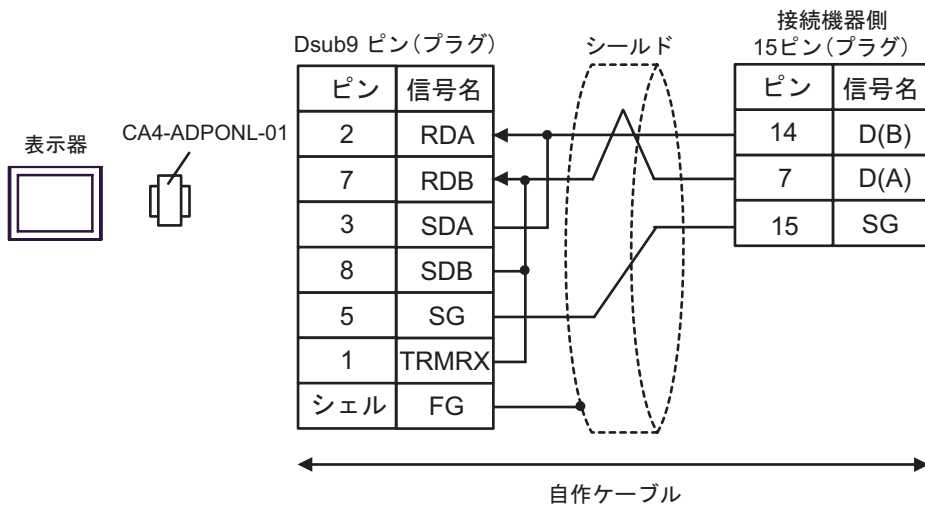 接続機器側
Dsub9 ピン(プラグ)
シールド
15ピン(プラグ)
ピン 信号名
ピン 信号名
表示器
CA4-ADPONL-01
2 RDA
14 D(B)
7 RDB
7 D(A)
3 SDA
15 SG
8 SDB
5 SG
1 TRMRX
シェル FG
自作ケーブル